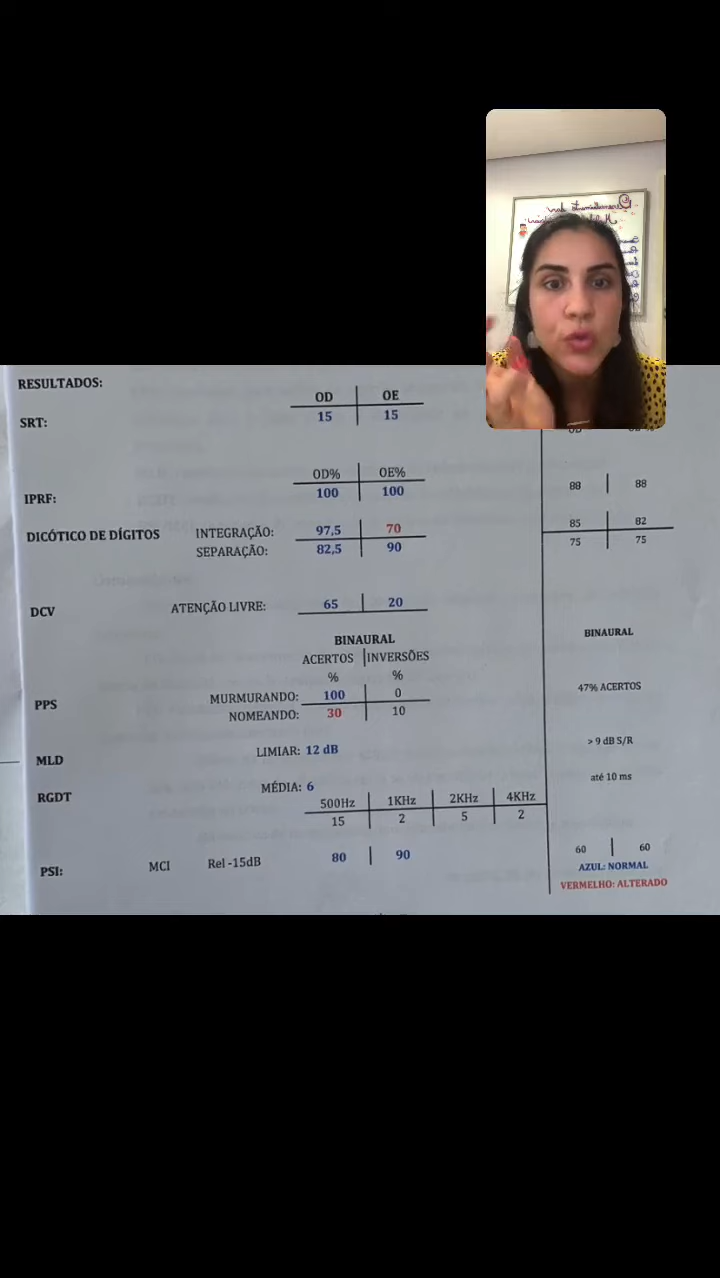 RESULTADOS:
OD OE
SRT: 15 15
OD% OE%
IPRF: 100 100 88 88
DICÓTICO DE DÍGITOS INTEGRAÇÃO: 97,5 70 85 82
SEPARAÇÃO: 82,5 90 75 75
DCV ATENÇÃO LIVRE: 65 20
BINAURAL BINAURAL
ACERTOS INVERSÕES
% %
PPS MURMURANDO: 100 0 47% ACERTOS
NOMEANDO: 30 10
MLD LIMIAR: 12 dB > 9 dB S/R
RGDT MÉDIA: 6 até 10 ms
500Hz 1KHz 2KHz 4KHz
15 2 5 2
PSI: MCI Rel -15dB 80 90 60 60
AZUL: NORMAL
VERMELHO: ALTERADO